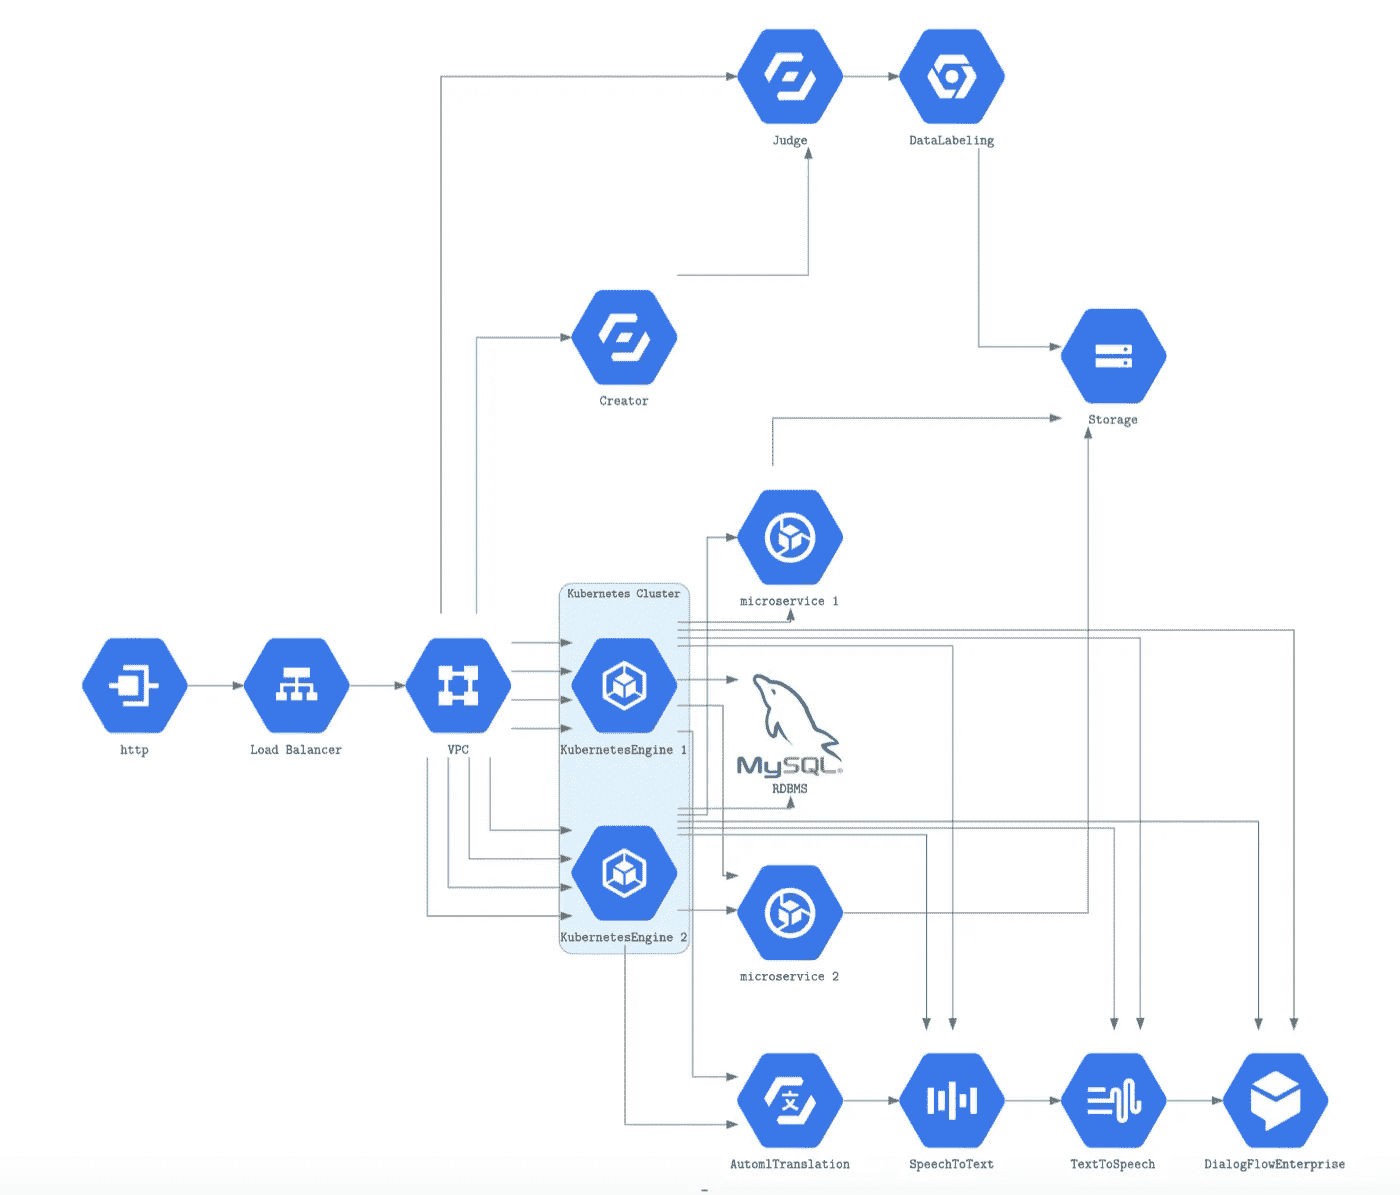 Judge
DataLabeling
Creator
Storage
microservice 1
Kubernetes Cluster
http
Load Balancer
VPC
KubernetesEngine 1
MySQL
RDBMS
KubernetesEngine 2
microservice 2
文
AutomlTranslation
SpeechToText
TextToSpeech
DialogFlowEnterprise